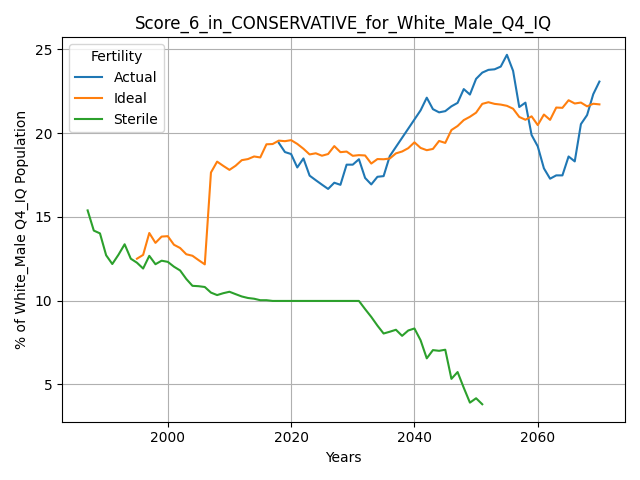 Score_6_in_CONSERVATIVE_for_White_Male_Q4_IQ
Fertility
Actual
Ideal
Sterile
% of White_Male Q4_IQ Population
25
20
15
10
5
2000
2020
2040
2060
Years